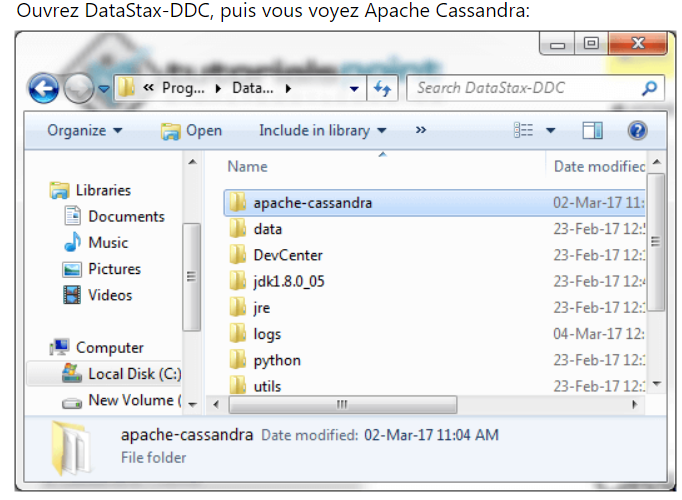 Ouvrez DataStax-DDC, puis vous voyez Apache Cassandra:
« Prog... Data...
Search DataStax-DDC
Organize Open Include in library »
Name Date modified
Libraries
Documents
Music
Pictures
Videos
Computer
Local Disk (C:)
New Volume (
apache-cassandra 02-Mar-17 11:
data 23-Feb-17 12:
DevCenter 23-Feb-17 12:
jdk1.8.0_05 23-Feb-17 12:
jre 23-Feb-17 12:
logs 04-Mar-17 12:
python 23-Feb-17 12:
utils 23-Feb-17 12:
apache-cassandra Date modified: 02-Mar-17 11:04 AM
File folder